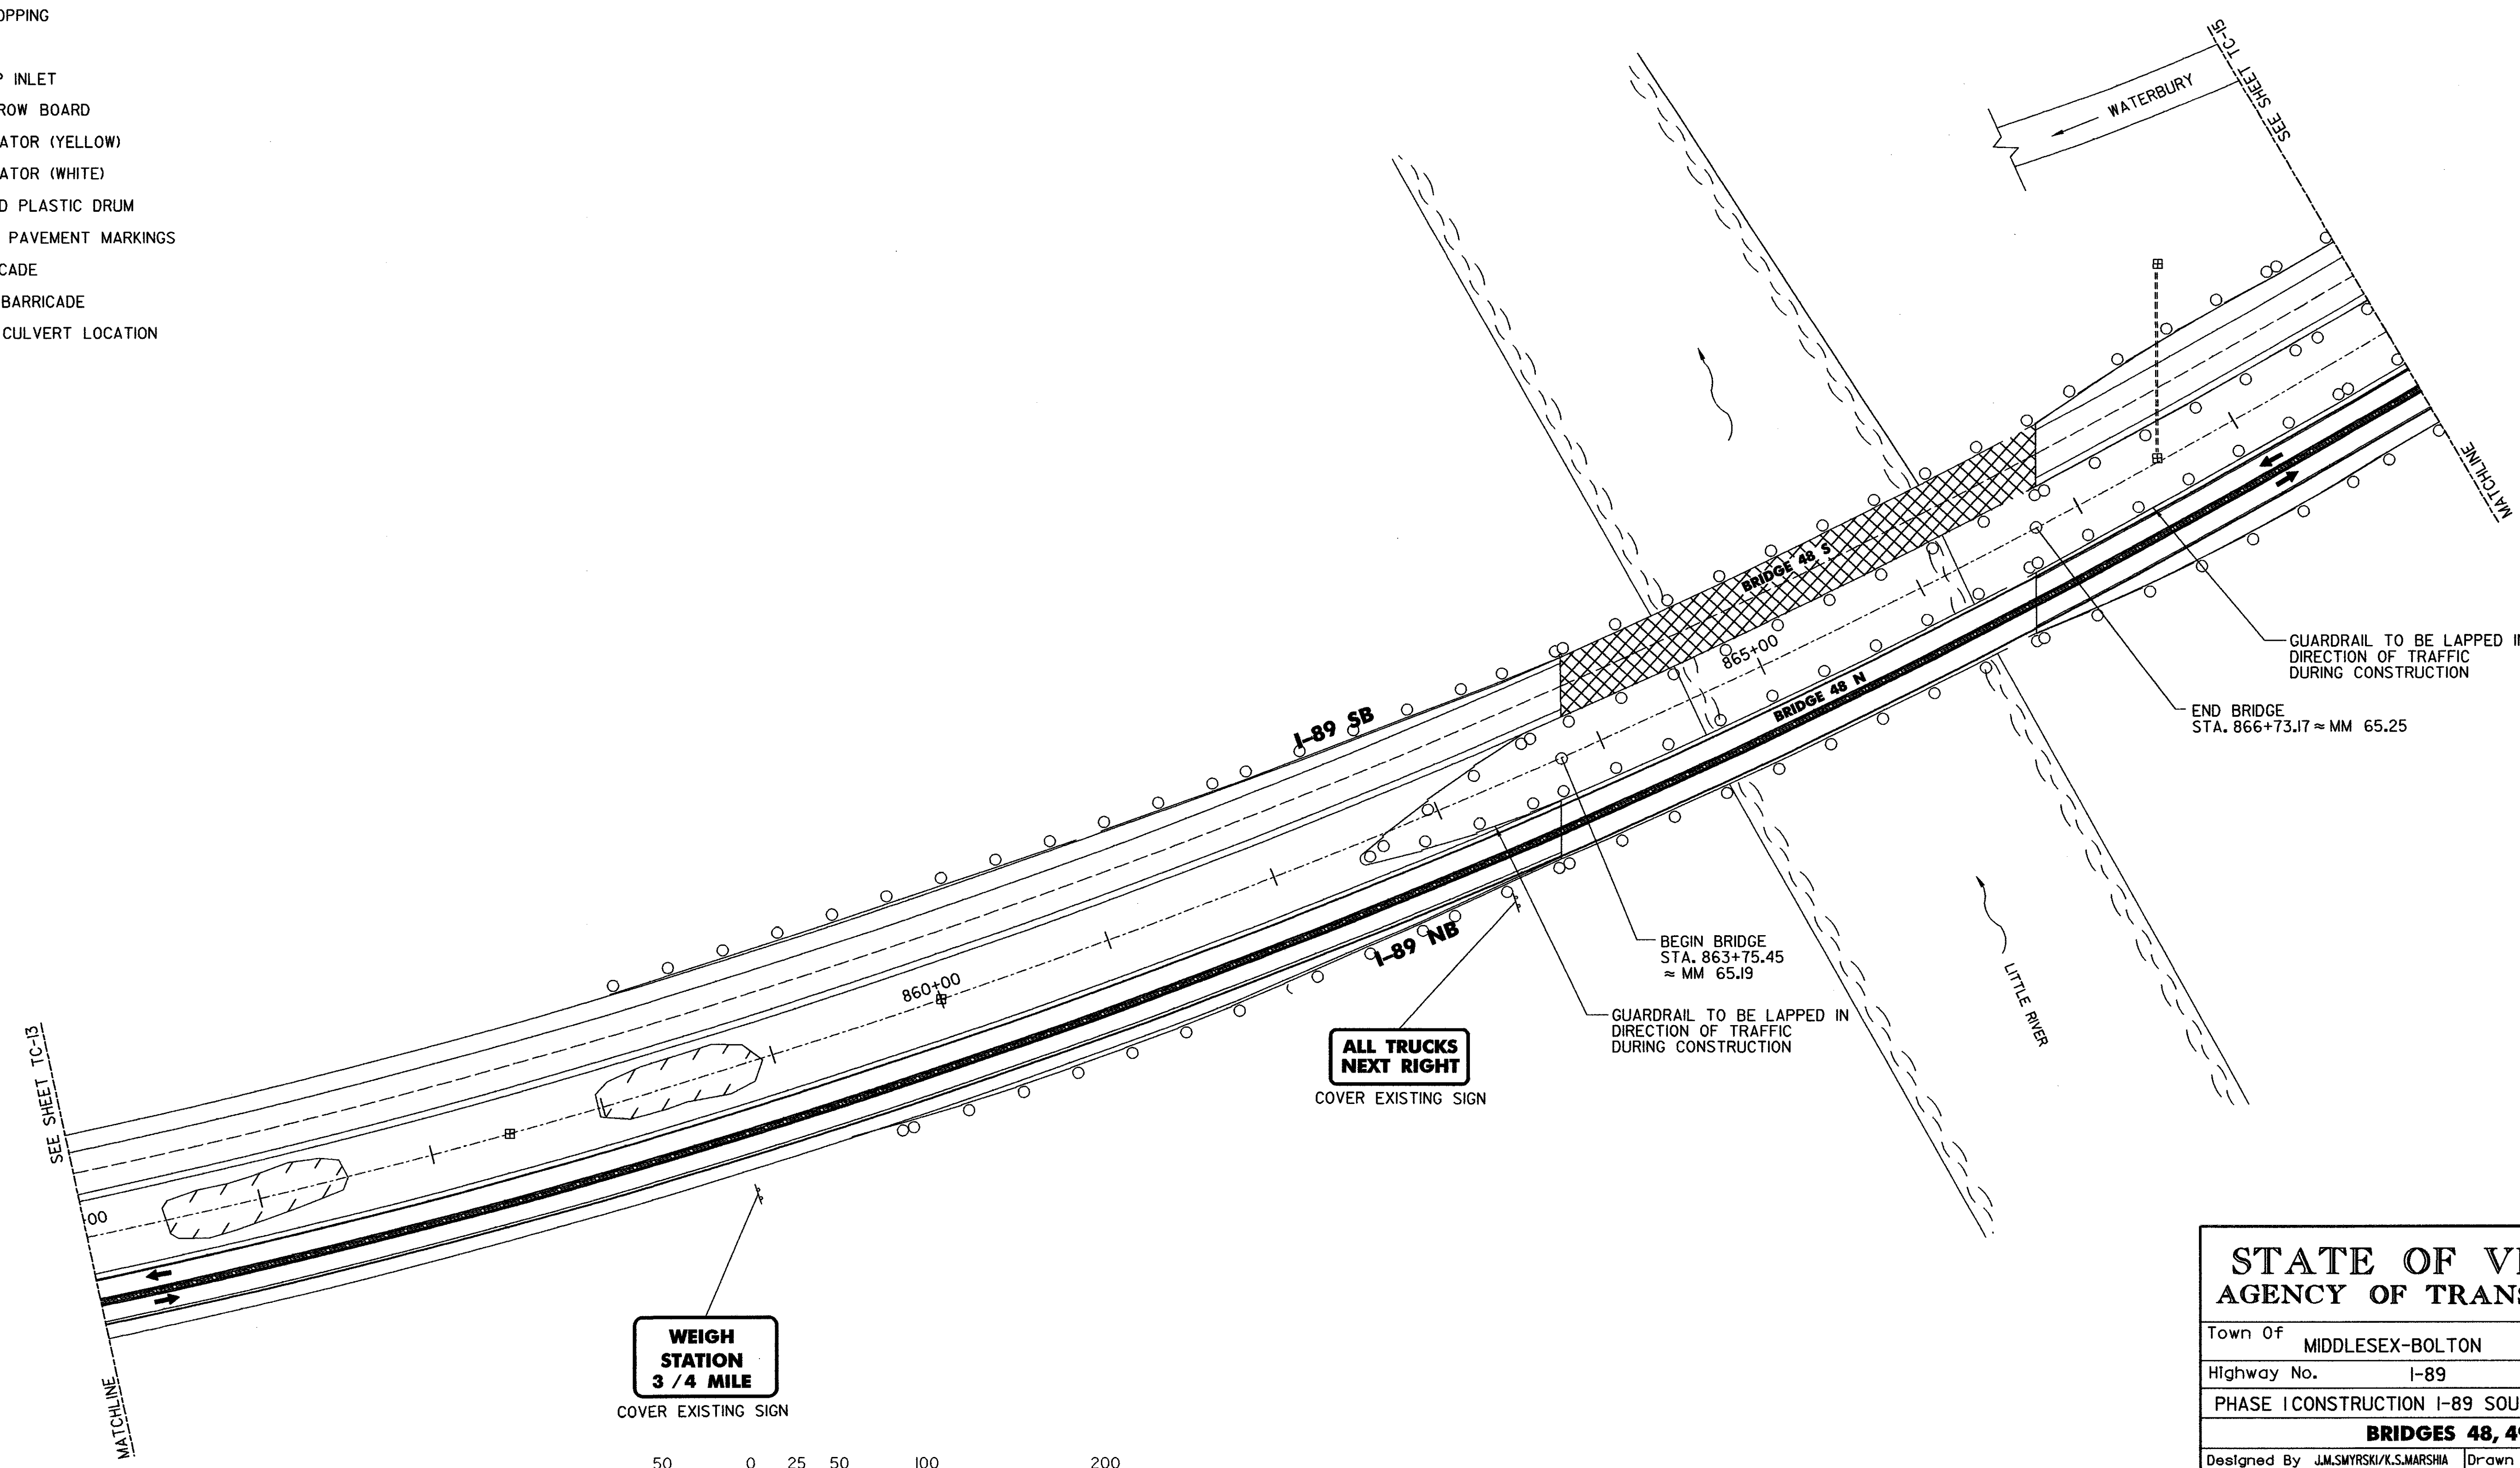 OPPING
P INLET
ROW BOARD
ATOR (YELLOW)
ATOR (WHITE)
D PLASTIC DRUM
PAVEMENT MARKINGS
CADE
BARRICADE
CULVERT LOCATION
SEE SHEET TC-15
WATERBURY
MATCHLINE
BRIDGE 48 S
865+00
BRIDGE 48 N
GUARDRAIL TO BE LAPPED IN
DIRECTION OF TRAFFIC
DURING CONSTRUCTION
END BRIDGE
STA. 866+73.17 ≈ MM 65.25
I-89 SB
I-89 NB
BEGIN BRIDGE
STA. 863+75.45
≈ MM 65.19
LITTLE RIVER
860+00
GUARDRAIL TO BE LAPPED IN
DIRECTION OF TRAFFIC
DURING CONSTRUCTION
ALL TRUCKS
NEXT RIGHT
COVER EXISTING SIGN
SEE SHEET TC-13
+00
MATCHLINE
WEIGH
STATION
3 /4 MILE
COVER EXISTING SIGN
50 0 25 50 100 200
STATE OF V
AGENCY OF TRANS
Town Of MIDDLESEX-BOLTON
Highway No. I-89
PHASE I CONSTRUCTION I-89 SOU
BRIDGES 48, 4
Designed By J.M.SMYRSKI/K.S.MARSHIA Drawn